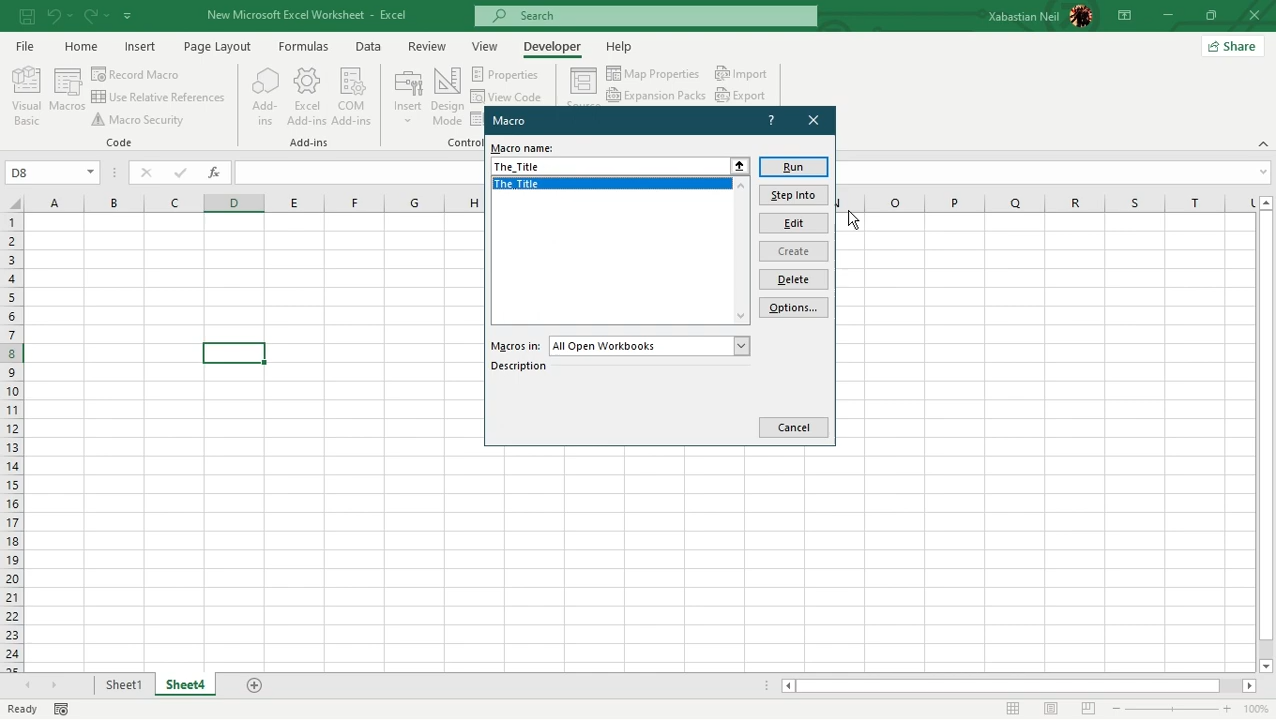 New Microsoft Excel Worksheet - Excel
Search
Xabastian Neil
File Home Insert Page Layout Formulas Data Review View Developer Help
Share
Visual Basic
Macros
Record Macro
Use Relative References
Macro Security
Code
Add-ins
Excel Add-ins
COM Add-ins
Add-ins
Insert
Design Mode
Properties
View Code
Map Properties
Expansion Packs
Import
Export
Macro
?
Macro name:
The_Title
The_Title
Run
Step Into
Edit
Create
Delete
Options...
Macros in: All Open Workbooks
Description
Cancel
D8
fx
A B C D E F G H N O P Q R S T U
1
2
3
4
5
6
7
8
9
10
11
12
13
14
15
16
17
18
19
20
21
22
23
24
25
Sheet1 Sheet4
Ready
100%